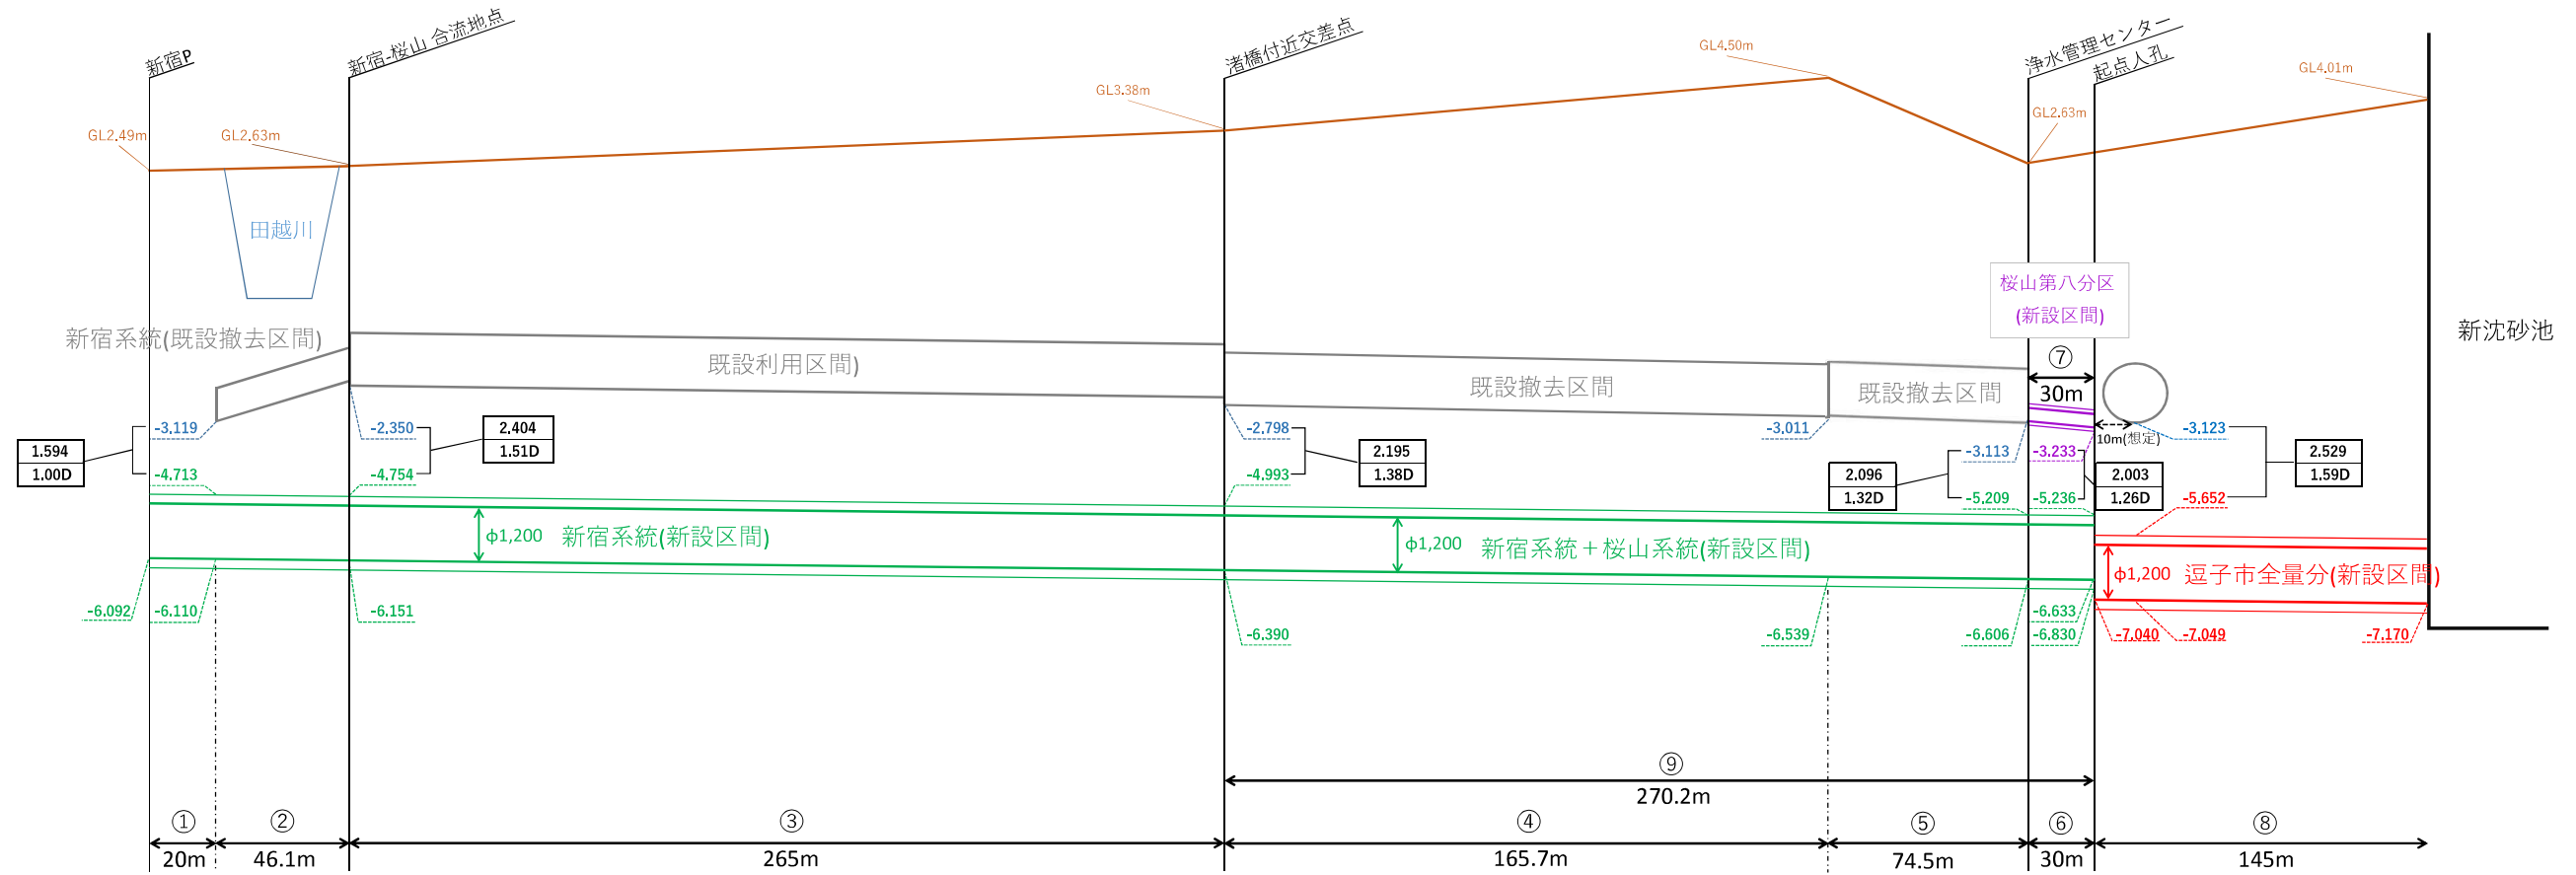 新宿P
新宿-桜山 合流地点
渚橋付近交差点
浄水管理センター
起点人孔
GL2.49m
GL2.63m
GL3.38m
GL4.50m
GL2.63m
GL4.01m
田越川
桜山第八分区
(新設区間)
新沈砂池
新宿系統(既設撤去区間)
既設利用区間)
既設撤去区間
既設撤去区間
⑦
30m
10m(想定)
-3.119
-2.350
-2.798
-3.011
-3.113
-3.233
-3.123
1.594
1.00D
2.404
1.51D
2.195
1.38D
2.096
1.32D
2.003
1.26D
2.529
1.59D
-4.713
-4.754
-4.993
-5.209
-5.236
-5.652
φ1,200
新宿系統(新設区間)
φ1,200
新宿系統＋桜山系統(新設区間)
φ1,200
逗子市全量分(新設区間)
-6.092
-6.110
-6.151
-6.390
-6.539
-6.606
-6.633
-6.830
-7.040
-7.049
-7.170
⑨
270.2m
①
②
③
④
⑤
⑥
⑧
20m
46.1m
265m
165.7m
74.5m
30m
145m